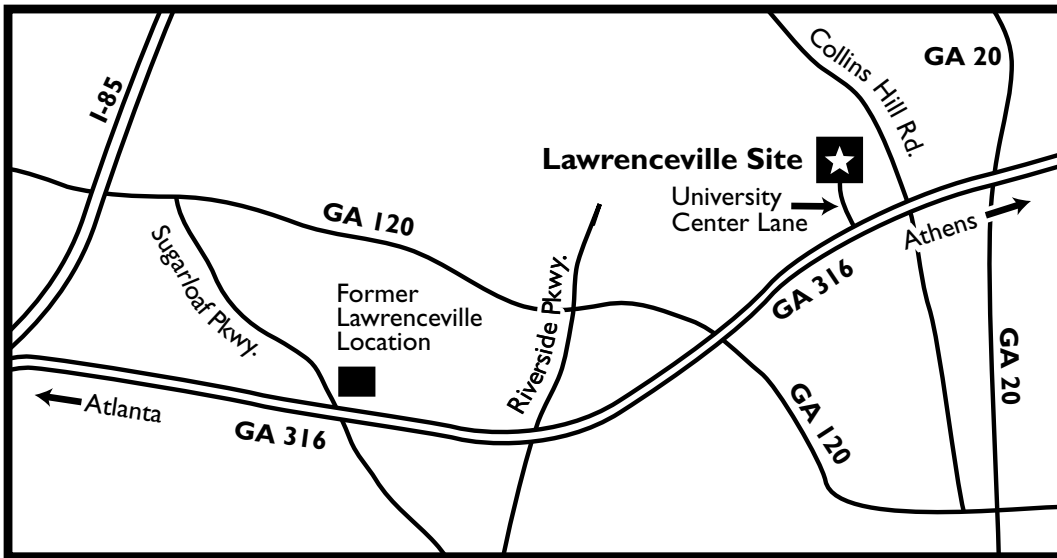 I-85
Collins Hill Rd.
GA 20
Lawrenceville Site
University
Center Lane
GA 120
Athens
Sugarloaf Pkwy.
Riverside Pkwy.
GA 316
Former
Lawrenceville
Location
GA 20
Atlanta
GA 316
GA 120